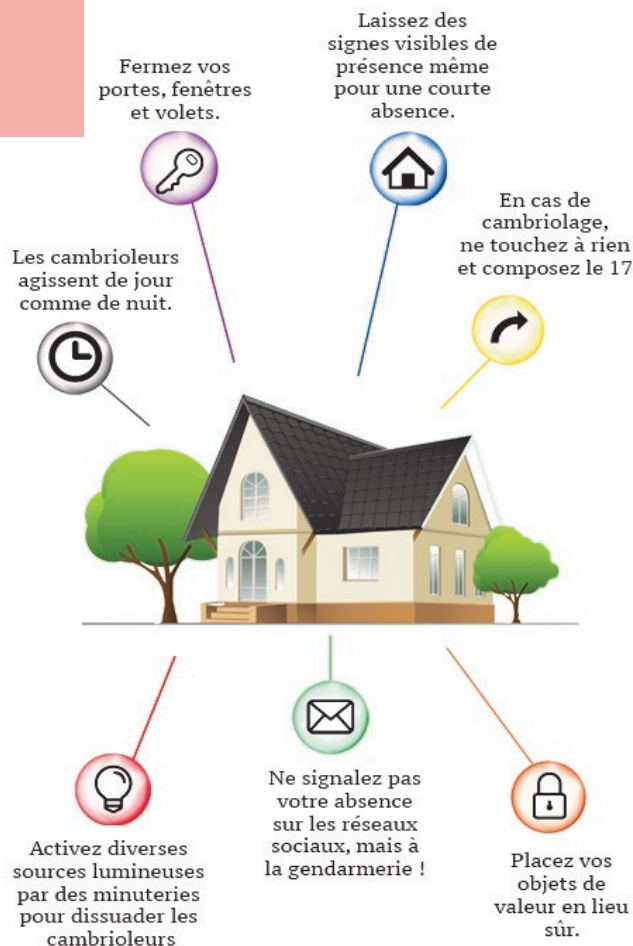 Laissez des
signes visibles de
présence même
pour une courte
absence.
Fermez vos
portes, fenêtres
et volets.
En cas de
cambriolage,
ne touchez à rien
et composez le 17
Les cambrioleurs
agissent de jour
comme de nuit.
Activez diverses
sources lumineuses
par des minuteries
pour dissuader les
cambrioleurs
Ne signalez pas
votre absence
sur les réseaux
sociaux, mais à
la gendarmerie !
Placez vos
objets de
valeur en lieu
sûr.